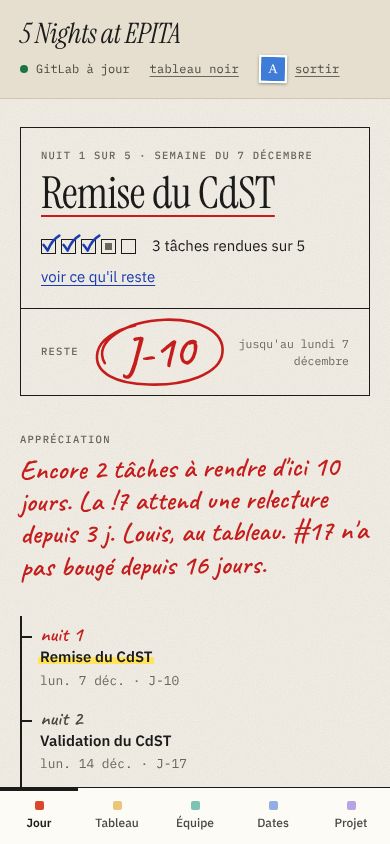 5 Nights at EPITA
GitLab à jour tableau noir A sortir
NUIT 1 SUR 5 · SEMAINE DU 7 DÉCEMBRE
Remise du CdST
3 tâches rendues sur 5
voir ce qu'il reste
RESTE J-10 jusqu'au lundi 7
décembre
APPRÉCIATION
Encore 2 tâches à rendre d'ici 10
jours. La !7 attend une relecture
depuis 3 j. Louis, au tableau. #17 n'a
pas bougé depuis 16 jours.
nuit 1
Remise du CdST
lun. 7 déc. · J-10
nuit 2
Validation du CdST
lun. 14 déc. · J-17
Jour Tableau Équipe Dates Projet